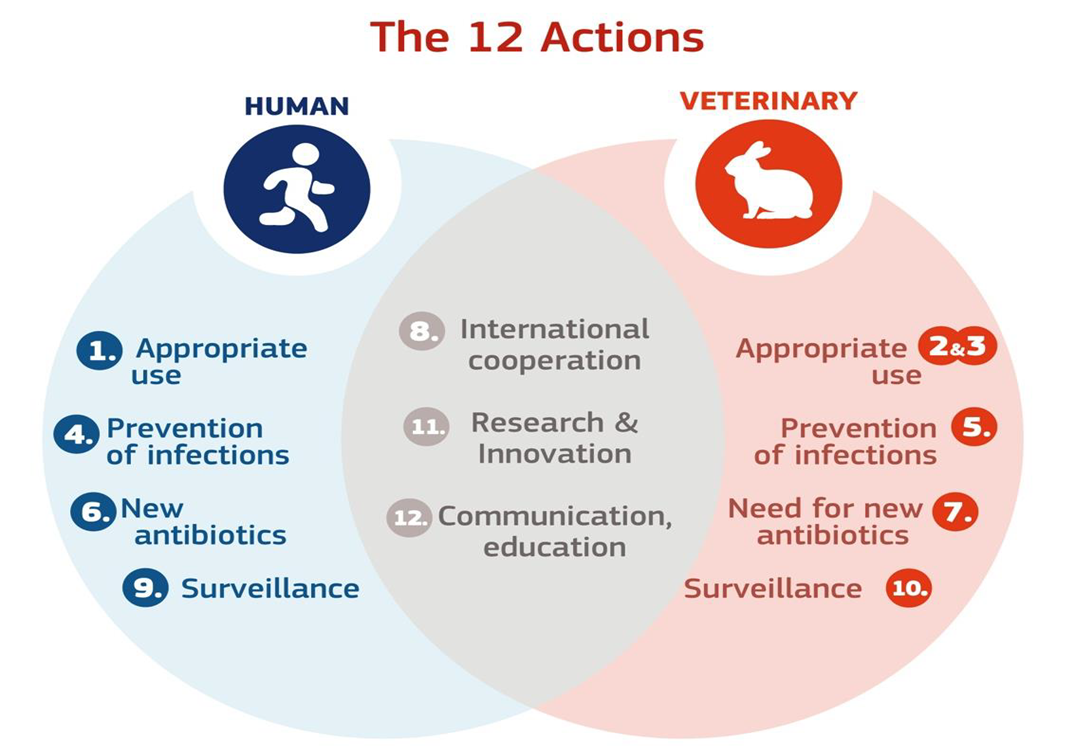 The 12 Actions
HUMAN
VETERINARY
1. Appropriate
use
4. Prevention
of infections
6. New
antibiotics
9. Surveillance
8. International
cooperation
11. Research &
Innovation
12. Communication,
education
Appropriate 2&3
use
Prevention 5.
of infections
Need for new 7.
antibiotics
Surveillance 10.